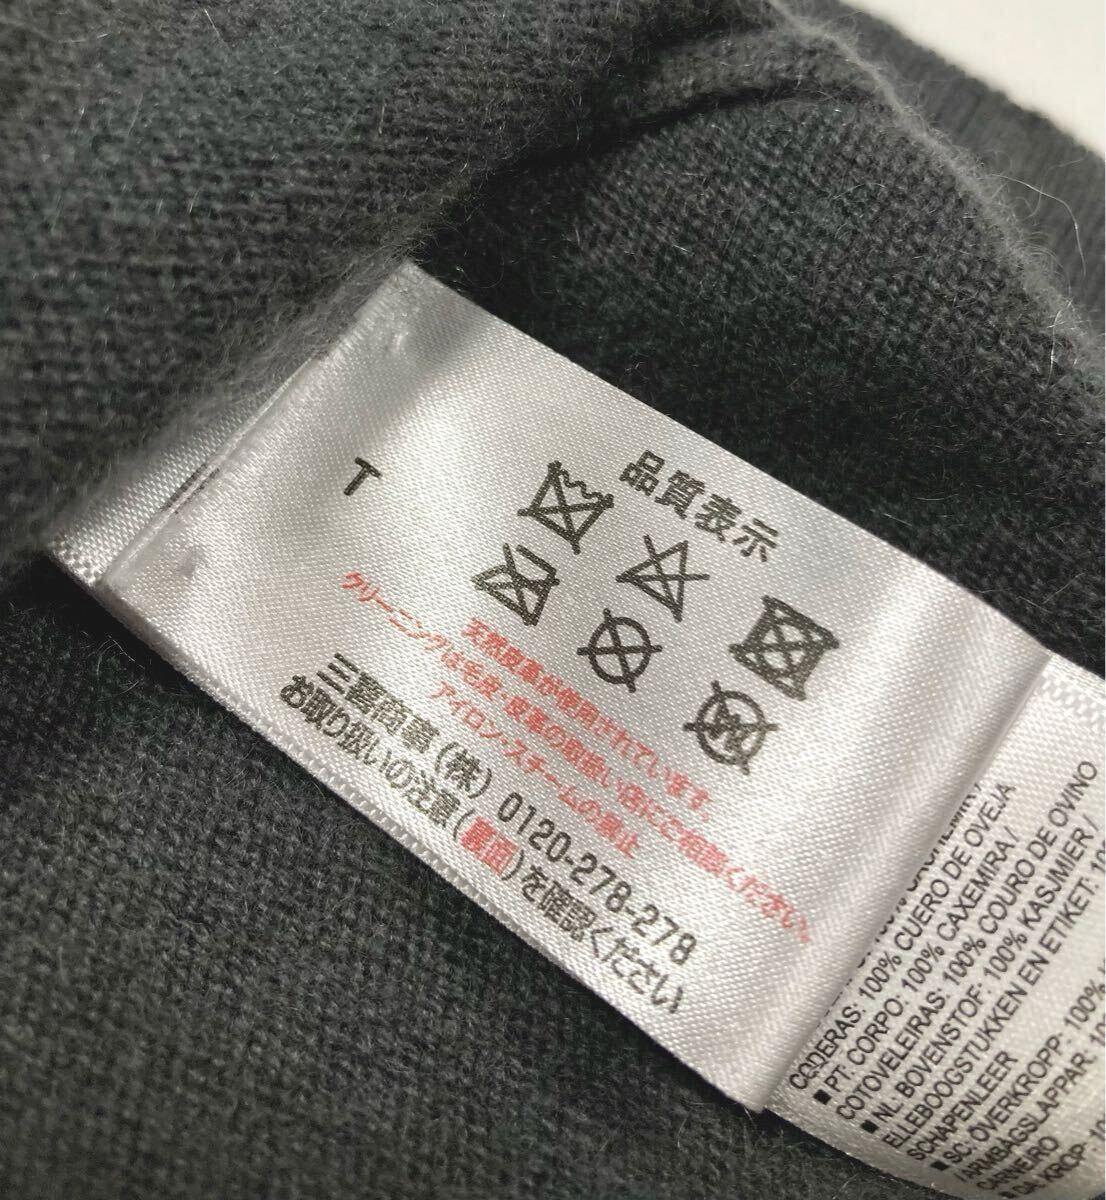 品質表示
T
天然皮革が使用されています。
クリーニングは毛皮・皮革の取扱い店にご相談ください。
アイロン・スチームの禁止
三喜商事(株) 0120-278-278
お取り扱いの注意(裏面)を確認ください
CODERAS: 100% CUERO DE OVEJA
■ PT: CORPO: 100% CAXEMIRA /
COTOVELEIRAS: 100% COURO DE OVINO
■ NL: BOVENSTOF: 100% KASJMIER /
ELLEBOOGSTUKKEN EN ETIKET:
SCHAPENLEER
■ SC: OVERKROPP: 100%
/ARMBÅGSLAPPAR: